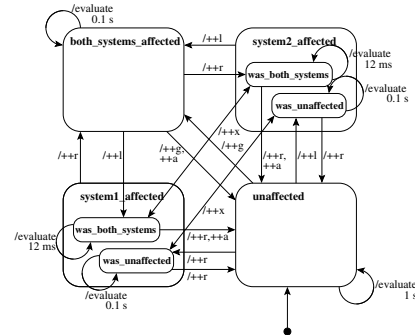 /evaluate
0.1 s
both_systems_affected
/++l
system2_affected
/evaluate
12 ms
was_both_systems
/++r
was_unaffected
/evaluate
0.1 s
/++x
/++g
/++g,
++a
/++r,
++a
/++l
/++r
/++r
/++l
system1_affected
unaffected
/++x
was_both_systems
/evaluate
12 ms
/++r,++a
was_unaffected
/++r
/++r
/evaluate
0.1 s
/evaluate
1 s